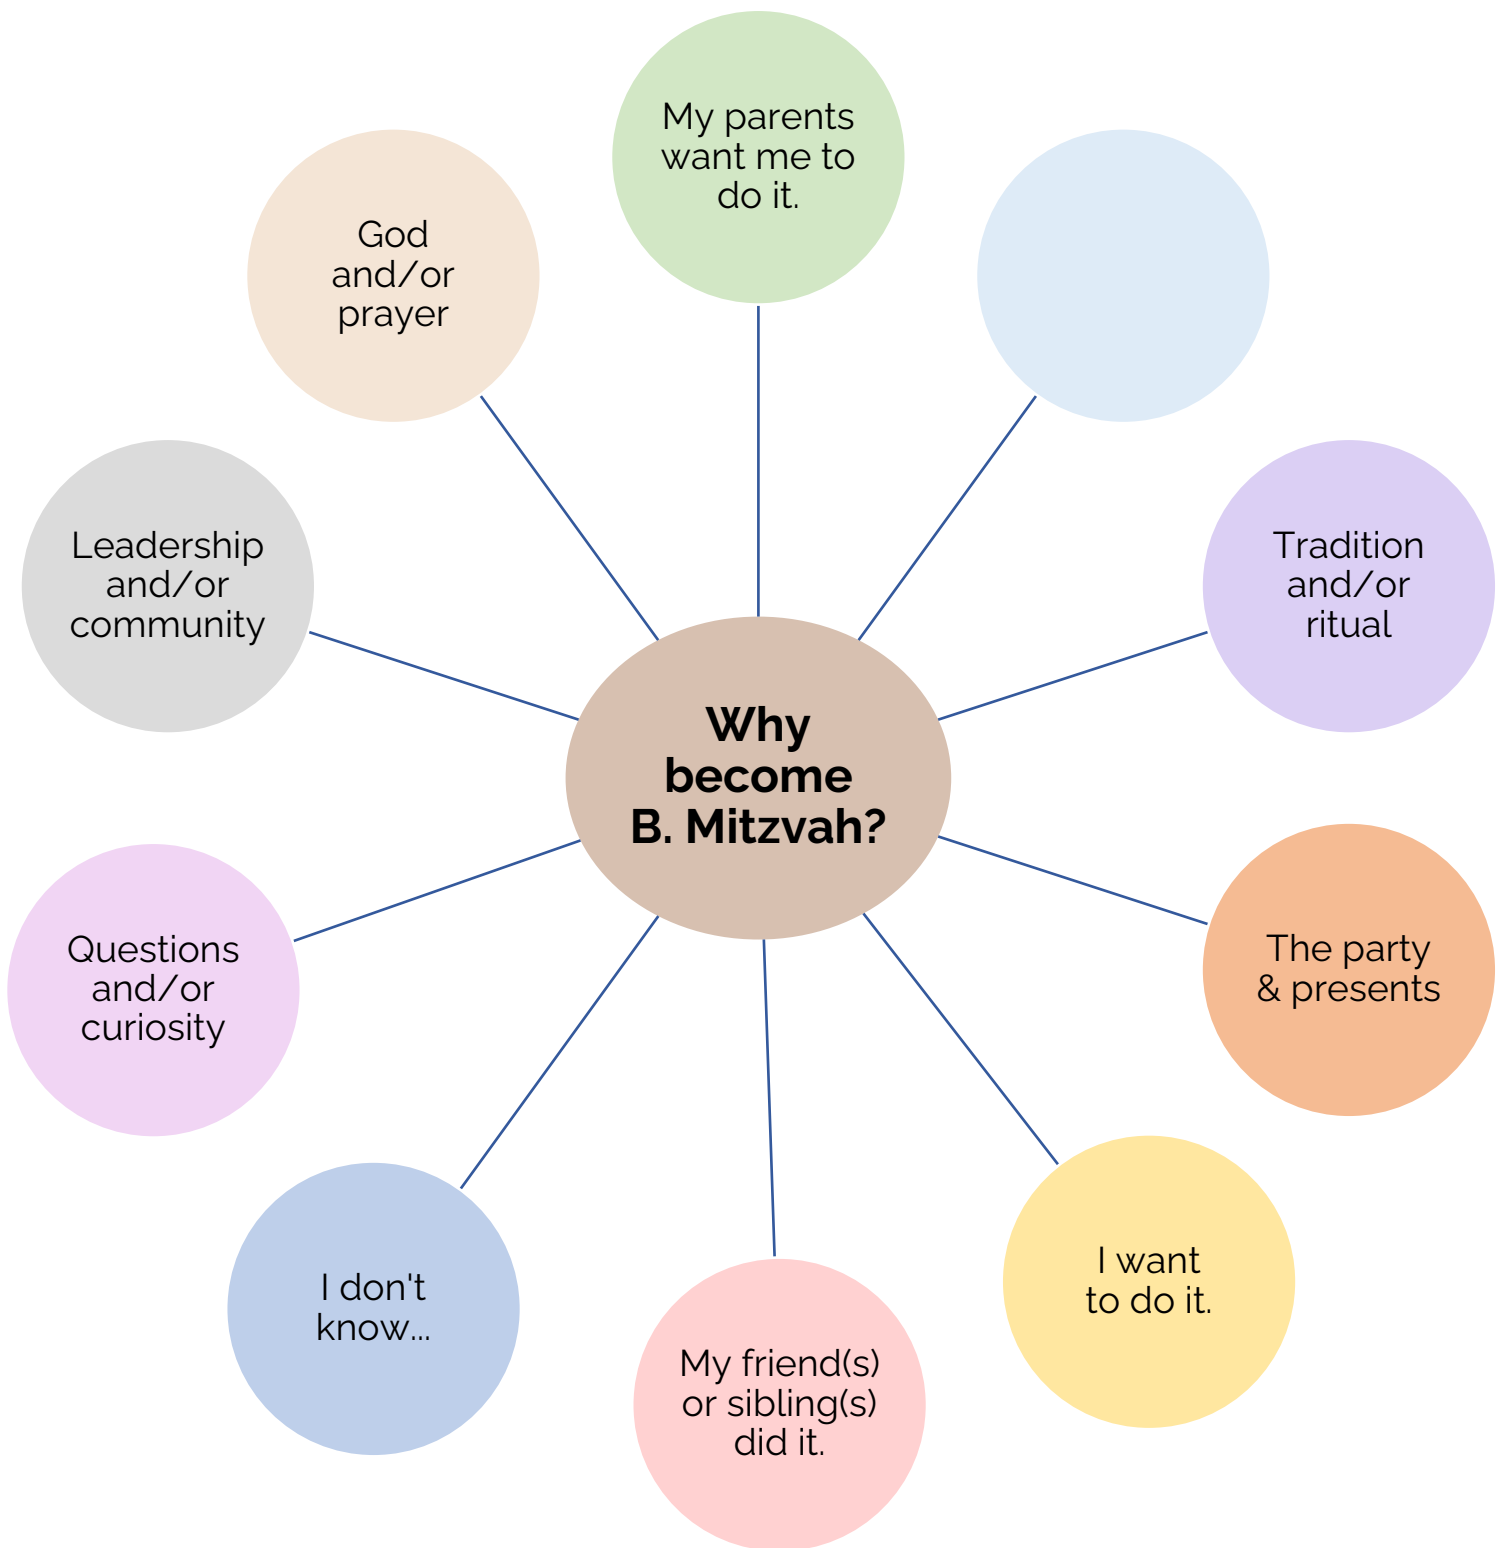 My parents
want me to
do it.
God
and/or
prayer
Leadership
and/or
community
Tradition
and/or
ritual
Why
become
B. Mitzvah?
Questions
and/or
curiosity
The party
& presents
I don't
know...
I want
to do it.
My friend(s)
or sibling(s)
did it.